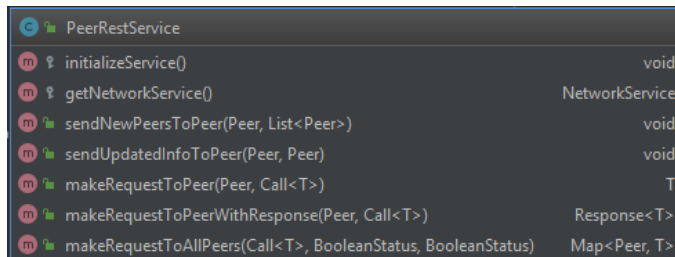 C PeerRestService
m initializeService() void
m getNetworkService() NetworkService
m sendNewPeersToPeer(Peer, List<Peer>) void
m sendUpdatedInfoToPeer(Peer, Peer) void
m makeRequestToPeer(Peer, Call<T>) T
m makeRequestToPeerWithResponse(Peer, Call<T>) Response<T>
m makeRequestToAllPeers(Call<T>, BooleanStatus, BooleanStatus) Map<Peer, T>